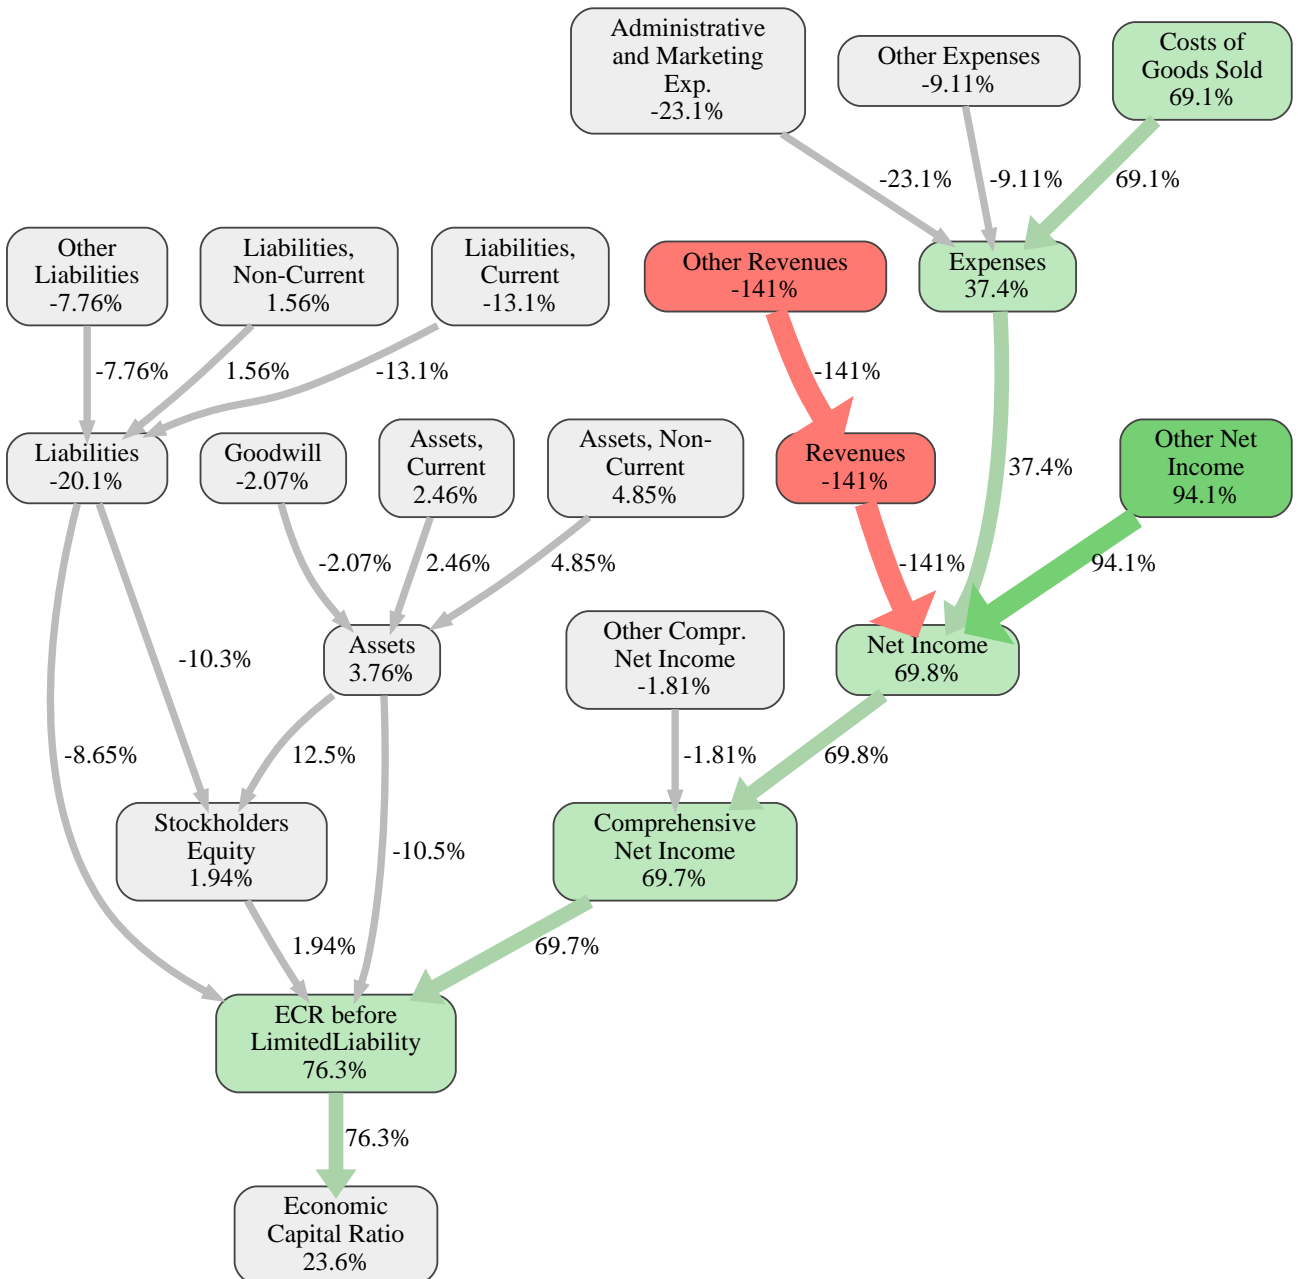 Administrative
and Marketing
Exp.
-23.1%
Other Expenses
-9.11%
Costs of
Goods Sold
69.1%
-23.1%
-9.11%
69.1%
Other
Liabilities
-7.76%
Liabilities,
Non-Current
1.56%
Liabilities,
Current
-13.1%
Other Revenues
-141%
Expenses
37.4%
-7.76%
1.56%
-13.1%
-141%
Liabilities
-20.1%
Goodwill
-2.07%
Assets,
Current
2.46%
Assets, Non-
Current
4.85%
Revenues
-141%
37.4%
Other Net
Income
94.1%
-2.07%
2.46%
4.85%
-141%
94.1%
-10.3%
Assets
3.76%
Other Compr.
Net Income
-1.81%
Net Income
69.8%
-8.65%
12.5%
-1.81%
69.8%
Stockholders
Equity
1.94%
-10.5%
Comprehensive
Net Income
69.7%
1.94%
69.7%
ECR before
LimitedLiability
76.3%
76.3%
Economic
Capital Ratio
23.6%